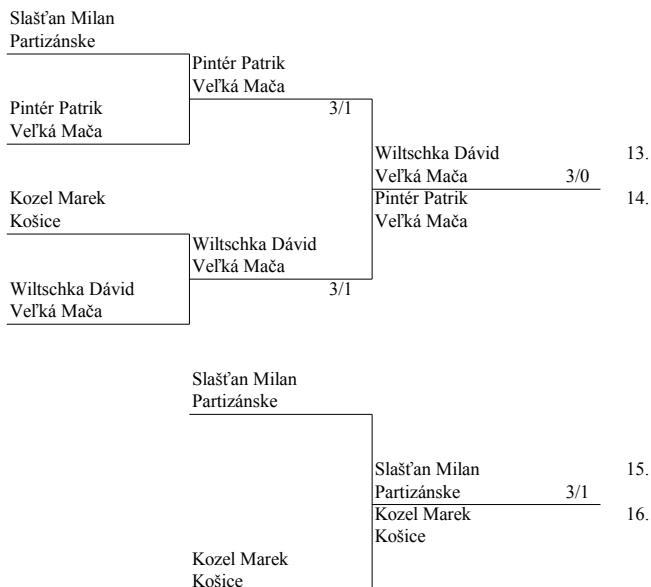 Slašťan Milan
Partizánske
Pintér Patrik
Veľká Mača
3/1
Pintér Patrik
Veľká Mača
Wiltschka Dávid 13.
Veľká Mača 3/0
Pintér Patrik 14.
Veľká Mača
Kozel Marek
Košice
Wiltschka Dávid
Veľká Mača
3/1
Wiltschka Dávid
Veľká Mača
Slašťan Milan
Partizánske
Slašťan Milan 15.
Partizánske 3/1
Kozel Marek 16.
Košice
Kozel Marek
Košice